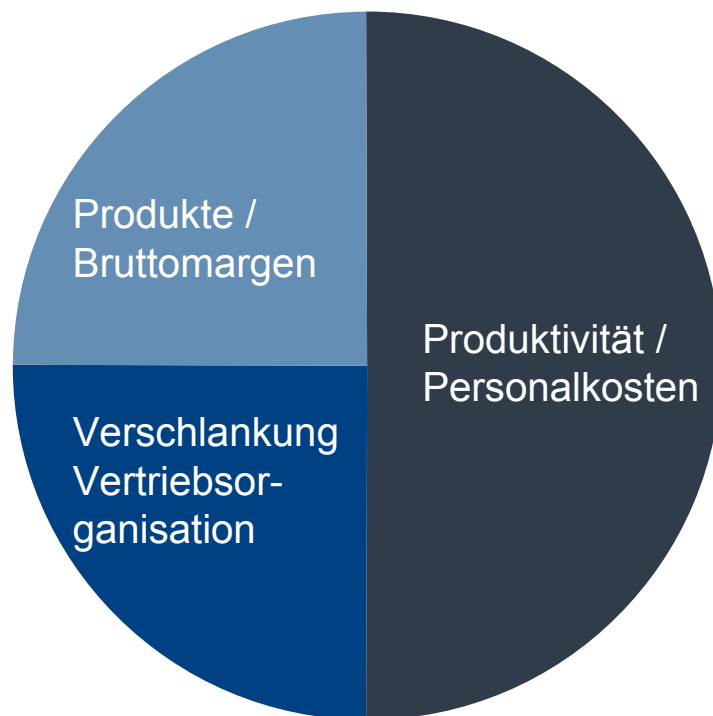 Produkte /
Bruttomargen
Produktivität /
Personalkosten
Verschlankung
Vertriebsor-
ganisation